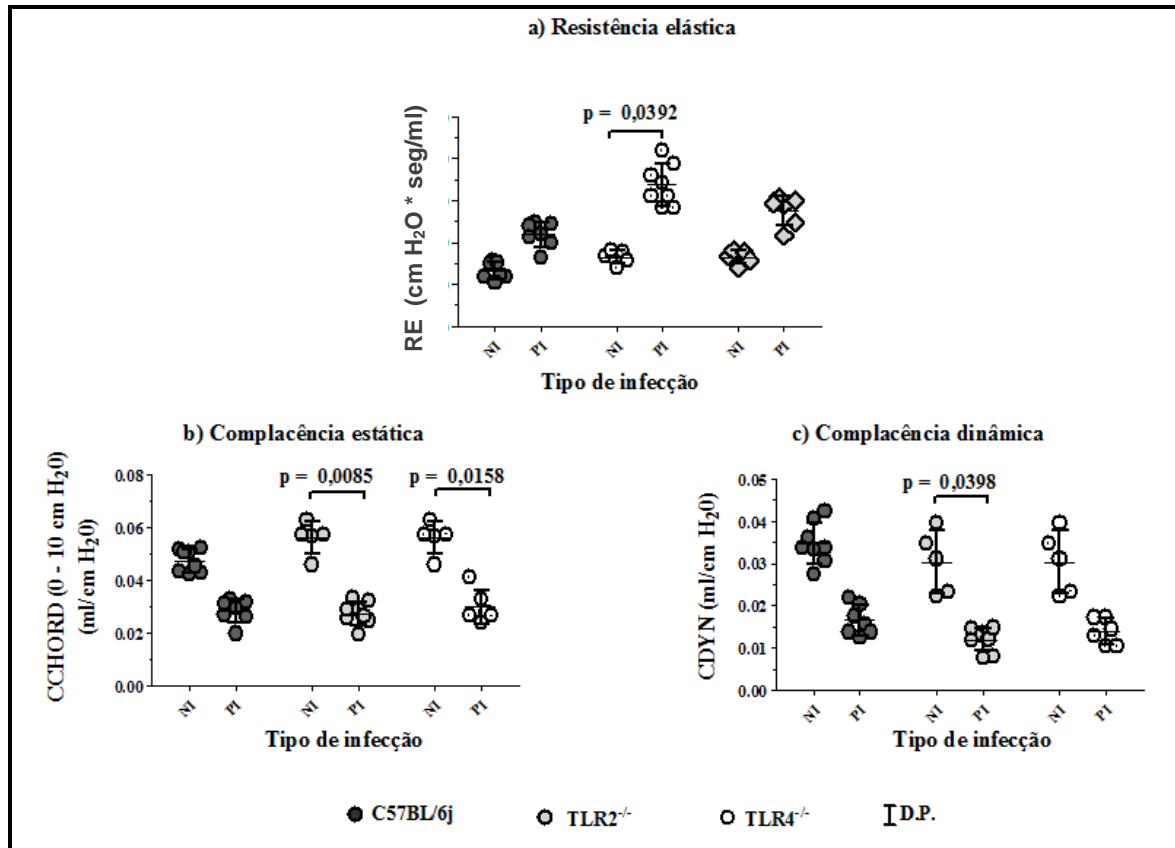 a) Resistência elástica
RE (cm H₂O * seg/ml)
p = 0,0392
NI
PI
NI
PI
NI
PI
Tipo de infecção
b) Complacência estática
CCHORD (0 - 10 cm H₂0)
(ml/cm H₂0)
0.08
0.06
0.04
0.02
0.00
p = 0,0085
p = 0,0158
NI
PI
NI
PI
NI
PI
Tipo de infecção
c) Complacência dinâmica
CDYN (ml/cm H₂0)
0.05
0.04
0.03
0.02
0.01
0.00
p = 0,0398
NI
PI
NI
PI
NI
PI
Tipo de infecção
C57BL/6j
TLR2⁻/⁻
TLR4⁻/⁻
D.P.